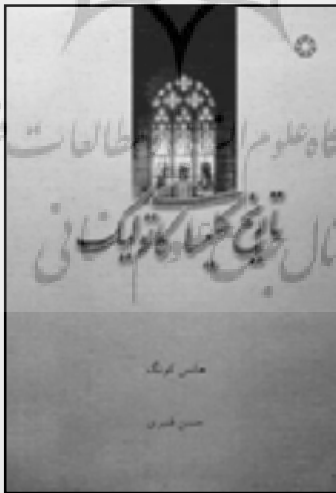 تاریخ کلیسای کاتولیک
هانس کونگ
حسن قنبری